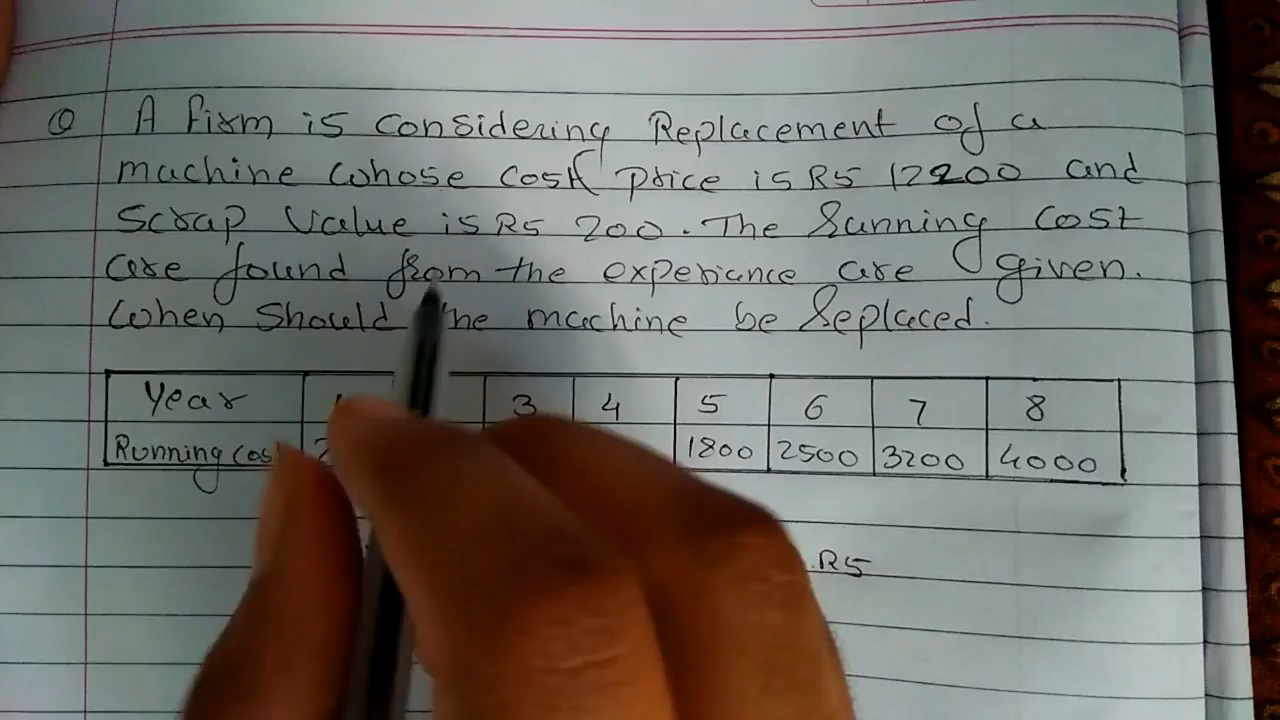 Q A firm is considering Replacement of a
machine whose cost price is RS 12200 and
scrap value is RS 200. The Running cost
are found from the experiance are given.
when should the machine be Replaced.
Year 3 4 5 6 7 8
Running 1800 2500 3200 4000
RS